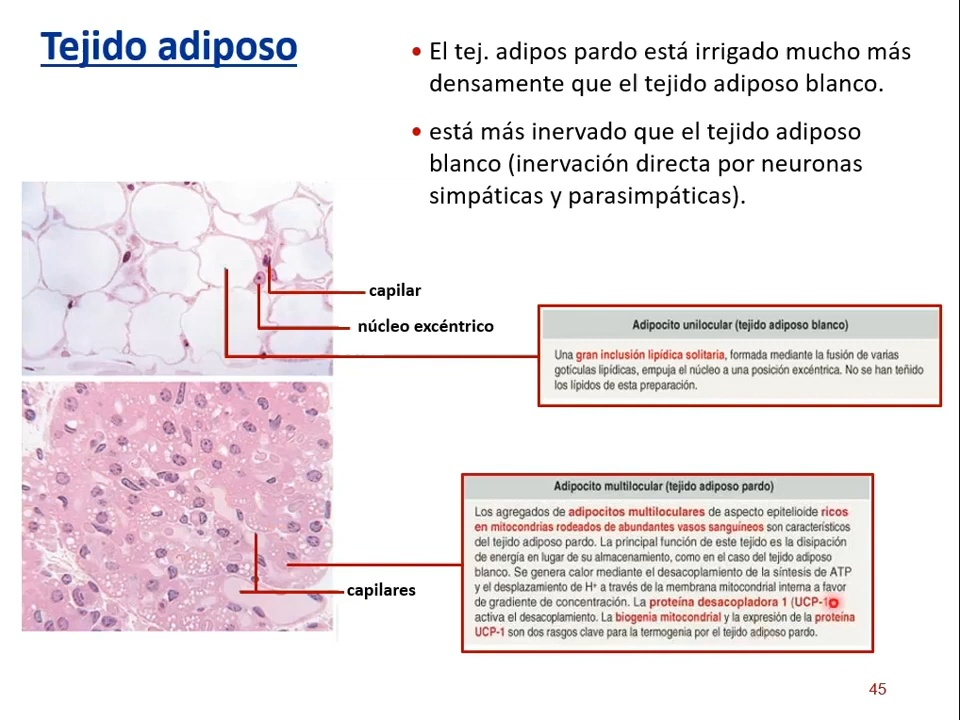 Tejido adiposo
• El tej. adipos pardo está irrigado mucho más
densamente que el tejido adiposo blanco.
• está más inervado que el tejido adiposo
blanco (inervación directa por neuronas
simpáticas y parasimpáticas).
capilar
núcleo excéntrico
Adipocito unilocular (tejido adiposo blanco)
Una gran inclusión lipídica solitaria, formada mediante la fusión de varias
gotículas lipídicas, empuja el núcleo a una posición excéntrica. No se han teñido
los lípidos de esta preparación.
Adipocito multilocular (tejido adiposo pardo)
Los agregados de adipocitos multiloculares de aspecto epitelioide ricos
en mitocondrias rodeados de abundantes vasos sanguíneos son característicos
del tejido adiposo pardo. La principal función de este tejido es la disipación
de energía en lugar de su almacenamiento, como en el caso del tejido adiposo
blanco. Se genera calor mediante el desacoplamiento de la síntesis de ATP
y el desplazamiento de H⁺ a través de la membrana mitocondrial interna a favor
de gradiente de concentración. La proteína desacopladora 1 (UCP-1)
activa el desacoplamiento. La biogenia mitocondrial y la expresión de la proteína
UCP-1 son dos rasgos clave para la termogenia por el tejido adiposo pardo.
capilares
45